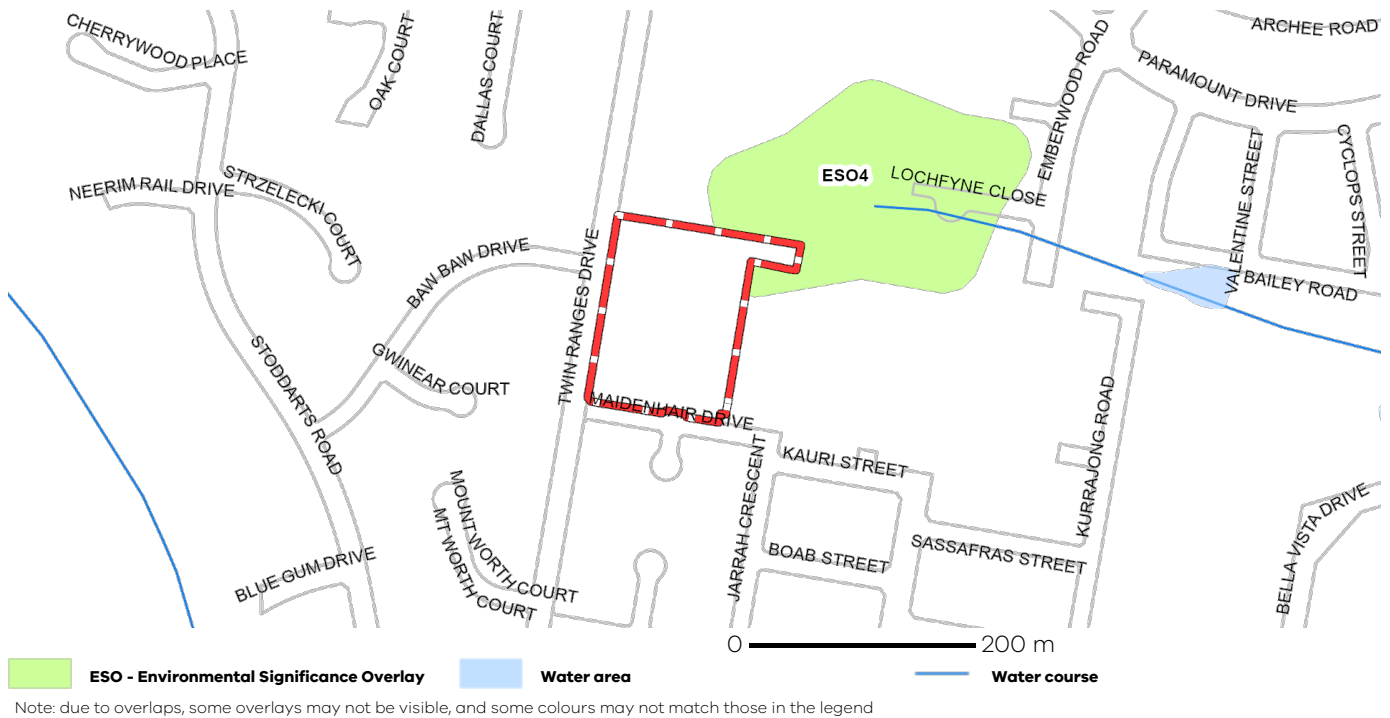 CHERRYWOOD PLACE
OAK COURT
DALLAS COURT
EMBERWOOD ROAD
ARCHEE ROAD
PARAMOUNT DRIVE
VALENTINE STREET
CYCLOPS STREET
NEERIM RAIL DRIVE
STRZELECKI COURT
ESO4
LOCHFYNE CLOSE
BAW BAW DRIVE
TWIN RANGES DRIVE
BAILEY ROAD
STODDARTS ROAD
GWINEAR COURT
MAIDENHAIR DRIVE
KURRAJONG ROAD
JARRAH CRESCENT
KAURI STREET
MOUNT WORTH COURT
MT WORTH COURT
BLUE GUM DRIVE
BOAB STREET
SASSAFRAS STREET
BELLA VISTA DRIVE
0 200 m
ESO - Environmental Significance Overlay
Water area
Water course
Note: due to overlaps, some overlays may not be visible, and some colours may not match those in the legend